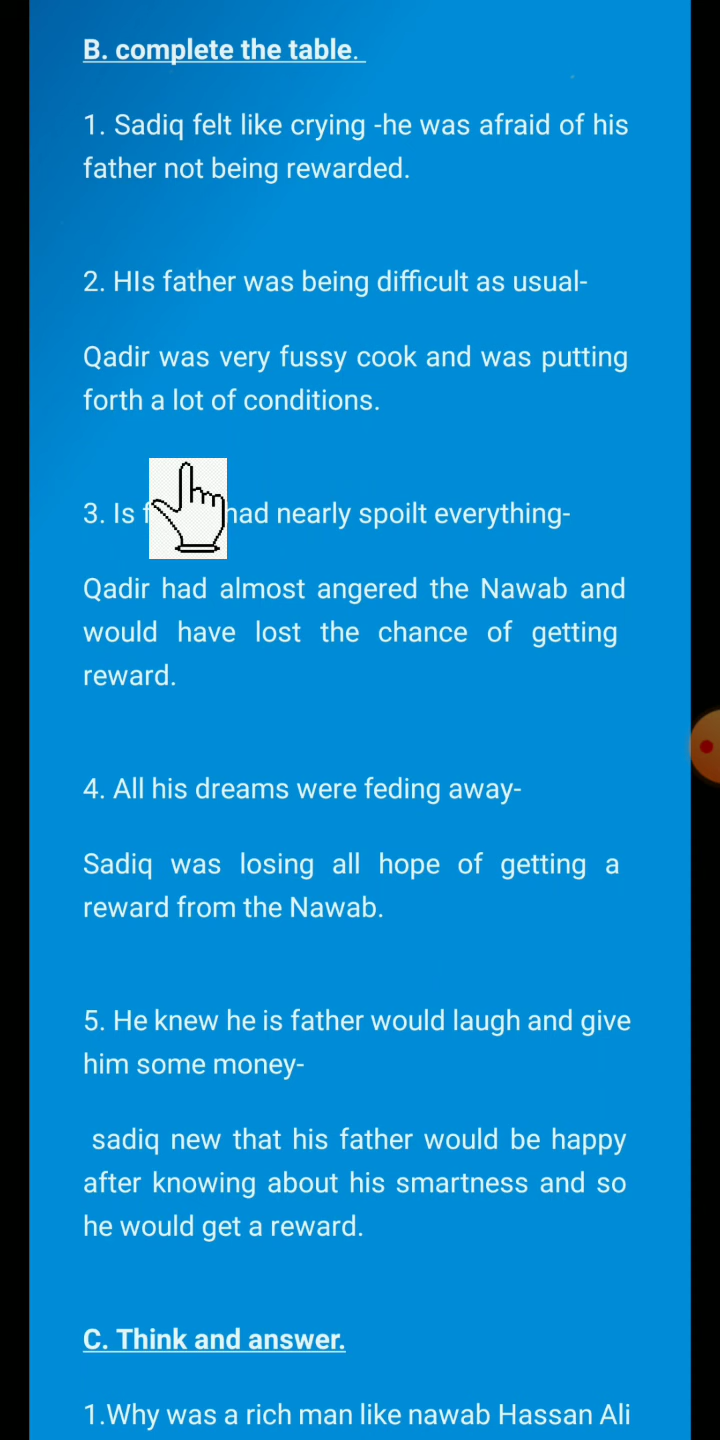 B. complete the table.
1. Sadiq felt like crying -he was afraid of his
father not being rewarded.
2. HIs father was being difficult as usual-
Qadir was very fussy cook and was putting
forth a lot of conditions.
3. Is had nearly spoilt everything-
Qadir had almost angered the Nawab and
would have lost the chance of getting
reward.
4. All his dreams were feding away-
Sadiq was losing all hope of getting a
reward from the Nawab.
5. He knew he is father would laugh and give
him some money-
sadiq new that his father would be happy
after knowing about his smartness and so
he would get a reward.
C. Think and answer.
1.Why was a rich man like nawab Hassan Ali